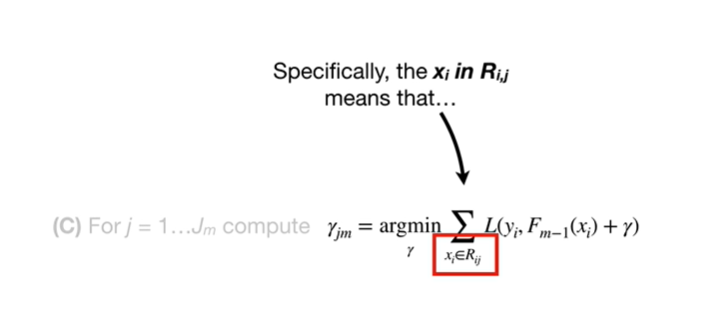 Specifically, the xᵢ in Rᵢ,ⱼ
means that…
(C) For j = 1…Jₘ compute γⱼₘ = argmin ∑ L(yᵢ, Fₘ₋₁(xᵢ) + γ)
γ xᵢ∈Rᵢⱼ